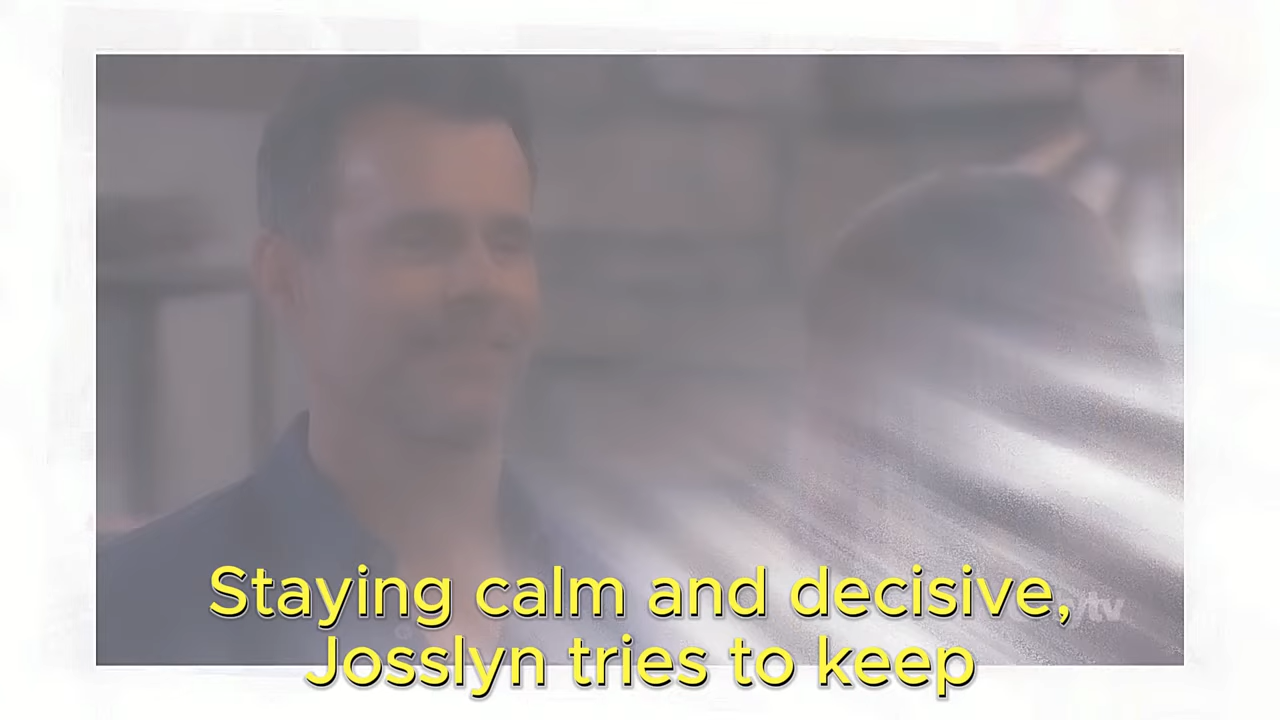 Staying calm and decisive,
Josslyn tries to keep